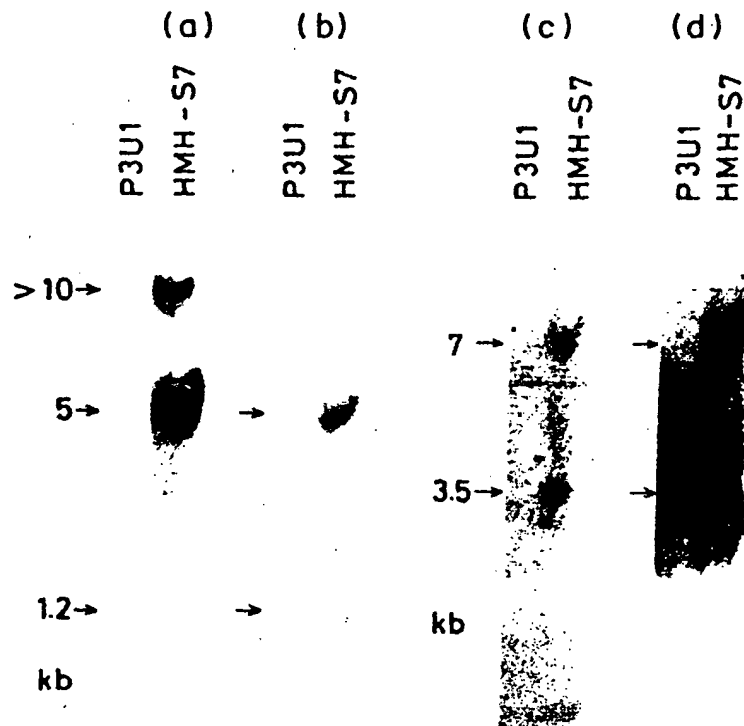 (a) (b) (c) (d)
P3U1
HMH-S7
P3U1
HMH-S7
P3U1
HMH-S7
P3U1
HMH-S7
> 10→
5→ →
1.2→ →
kb
7 → →
3.5→ →
kb